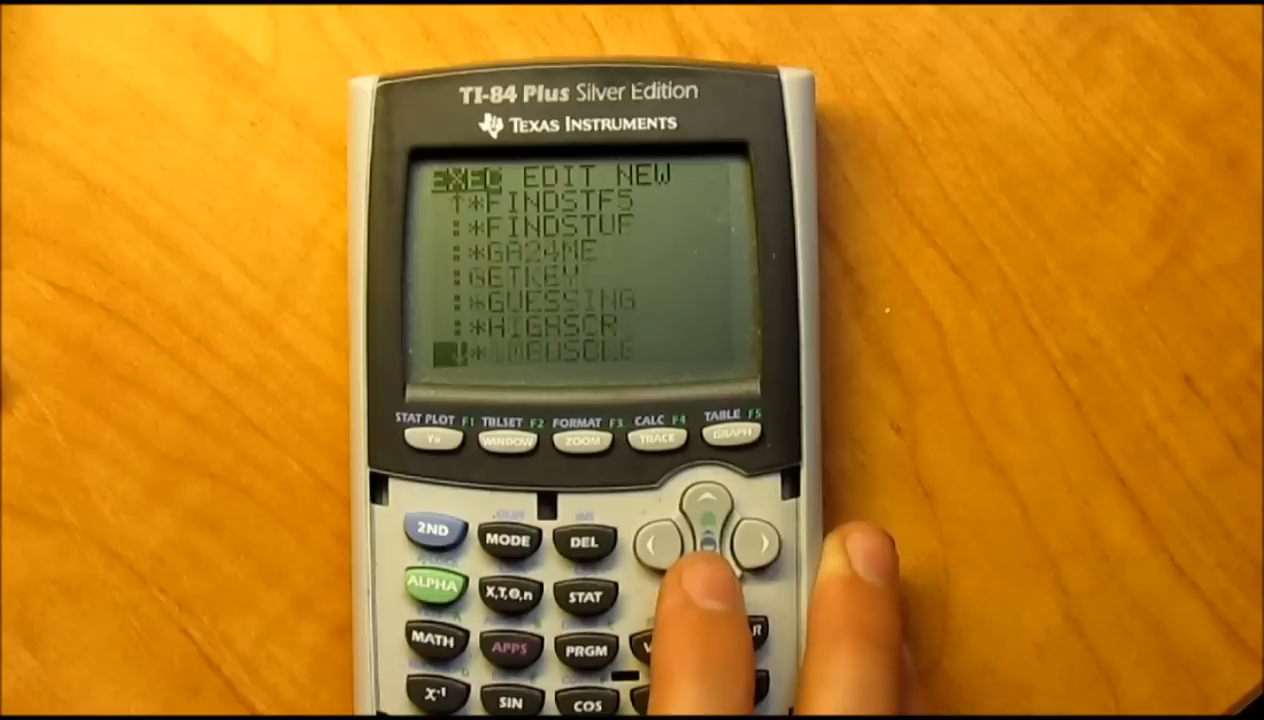 TI-84 Plus Silver Edition
TEXAS INSTRUMENTS
EXEC EDIT NEW
↑*FINDSTF5
:*FINDSTUF
:*GA24ME
:GETKEY
:*GUESSING
:*HIGHSCR
STAT PLOT F1 TBLSET F2 FORMAT F3 CALC F4 TABLE F5
Y= WINDOW ZOOM TRACE GRAPH
2ND MODE DEL
ALPHA X,T,Θ,n STAT
MATH APPS PRGM
X⁻¹ SIN COS